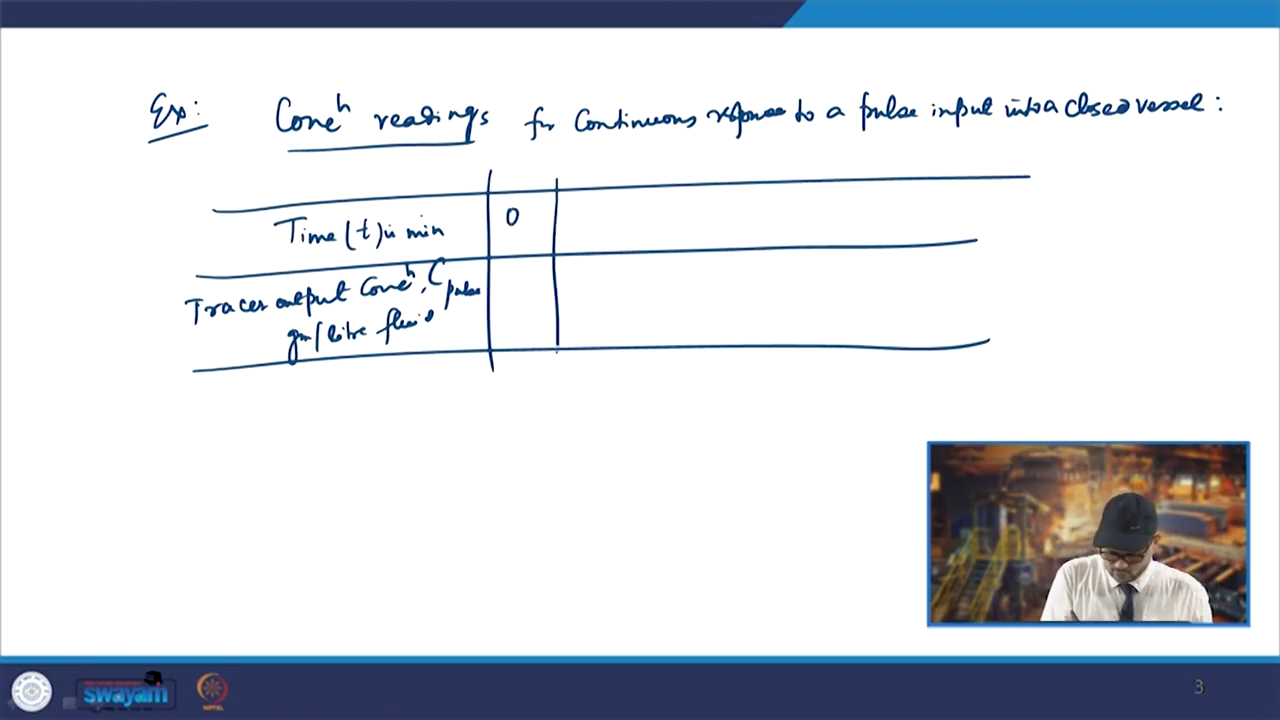 Ex: Concⁿ readings for Continuous response to a pulse input into a closed vessel:
Time (t) in min 0
Tracer output Concⁿ, C pulse
gm/litre fluid
3
swayam